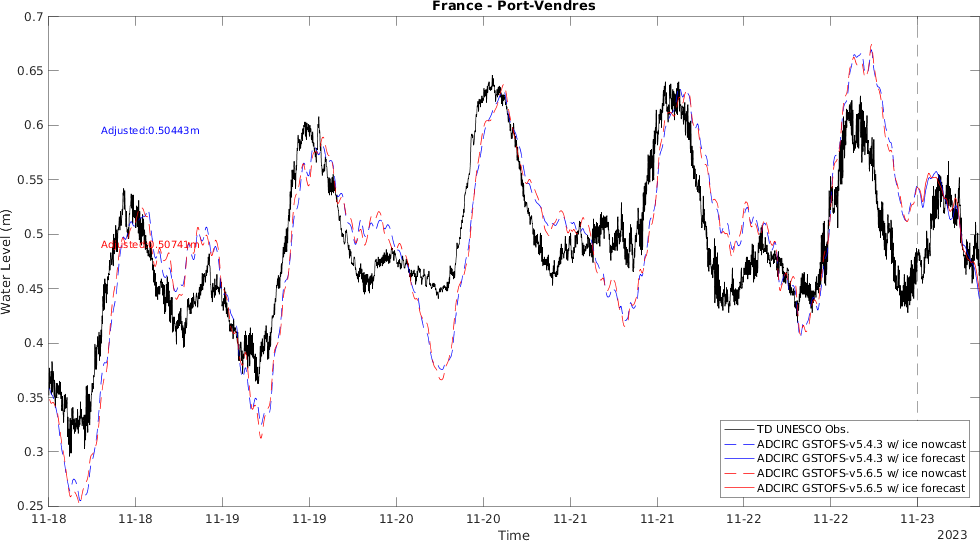 France - Port-Vendres
0.7
0.65
0.6
0.55
0.5
0.45
0.4
0.35
0.3
0.25
Water Level (m)
Adjusted:0.50443m
Adjusted:0.50741m
TD UNESCO Obs.
ADCIRC GSTOFS-v5.4.3 w/ ice nowcast
ADCIRC GSTOFS-v5.4.3 w/ ice forecast
ADCIRC GSTOFS-v5.6.5 w/ ice nowcast
ADCIRC GSTOFS-v5.6.5 w/ ice forecast
11-18 11-18 11-19 11-19 11-20 11-20 11-21 11-21 11-22 11-22 11-23
Time
2023